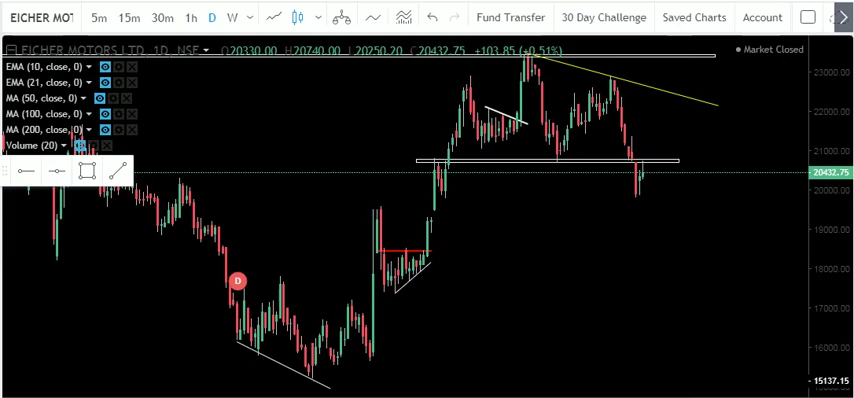 EICHER MOT 5m 15m 30m 1h D W Fund Transfer 30 Day Challenge Saved Charts Account
EICHER MOTORS LTD, 1D, NSE O20330.00 H20740.00 L20250.20 C20432.75 +103.85 (+0.51%)
Market Closed
EMA (10, close, 0)
EMA (21, close, 0)
MA (50, close, 0)
MA (100, close, 0)
MA (200, close, 0)
Volume (20)
D
23000.00
22000.00
21000.00
20432.75
20000.00
19000.00
18000.00
17000.00
16000.00
15137.15